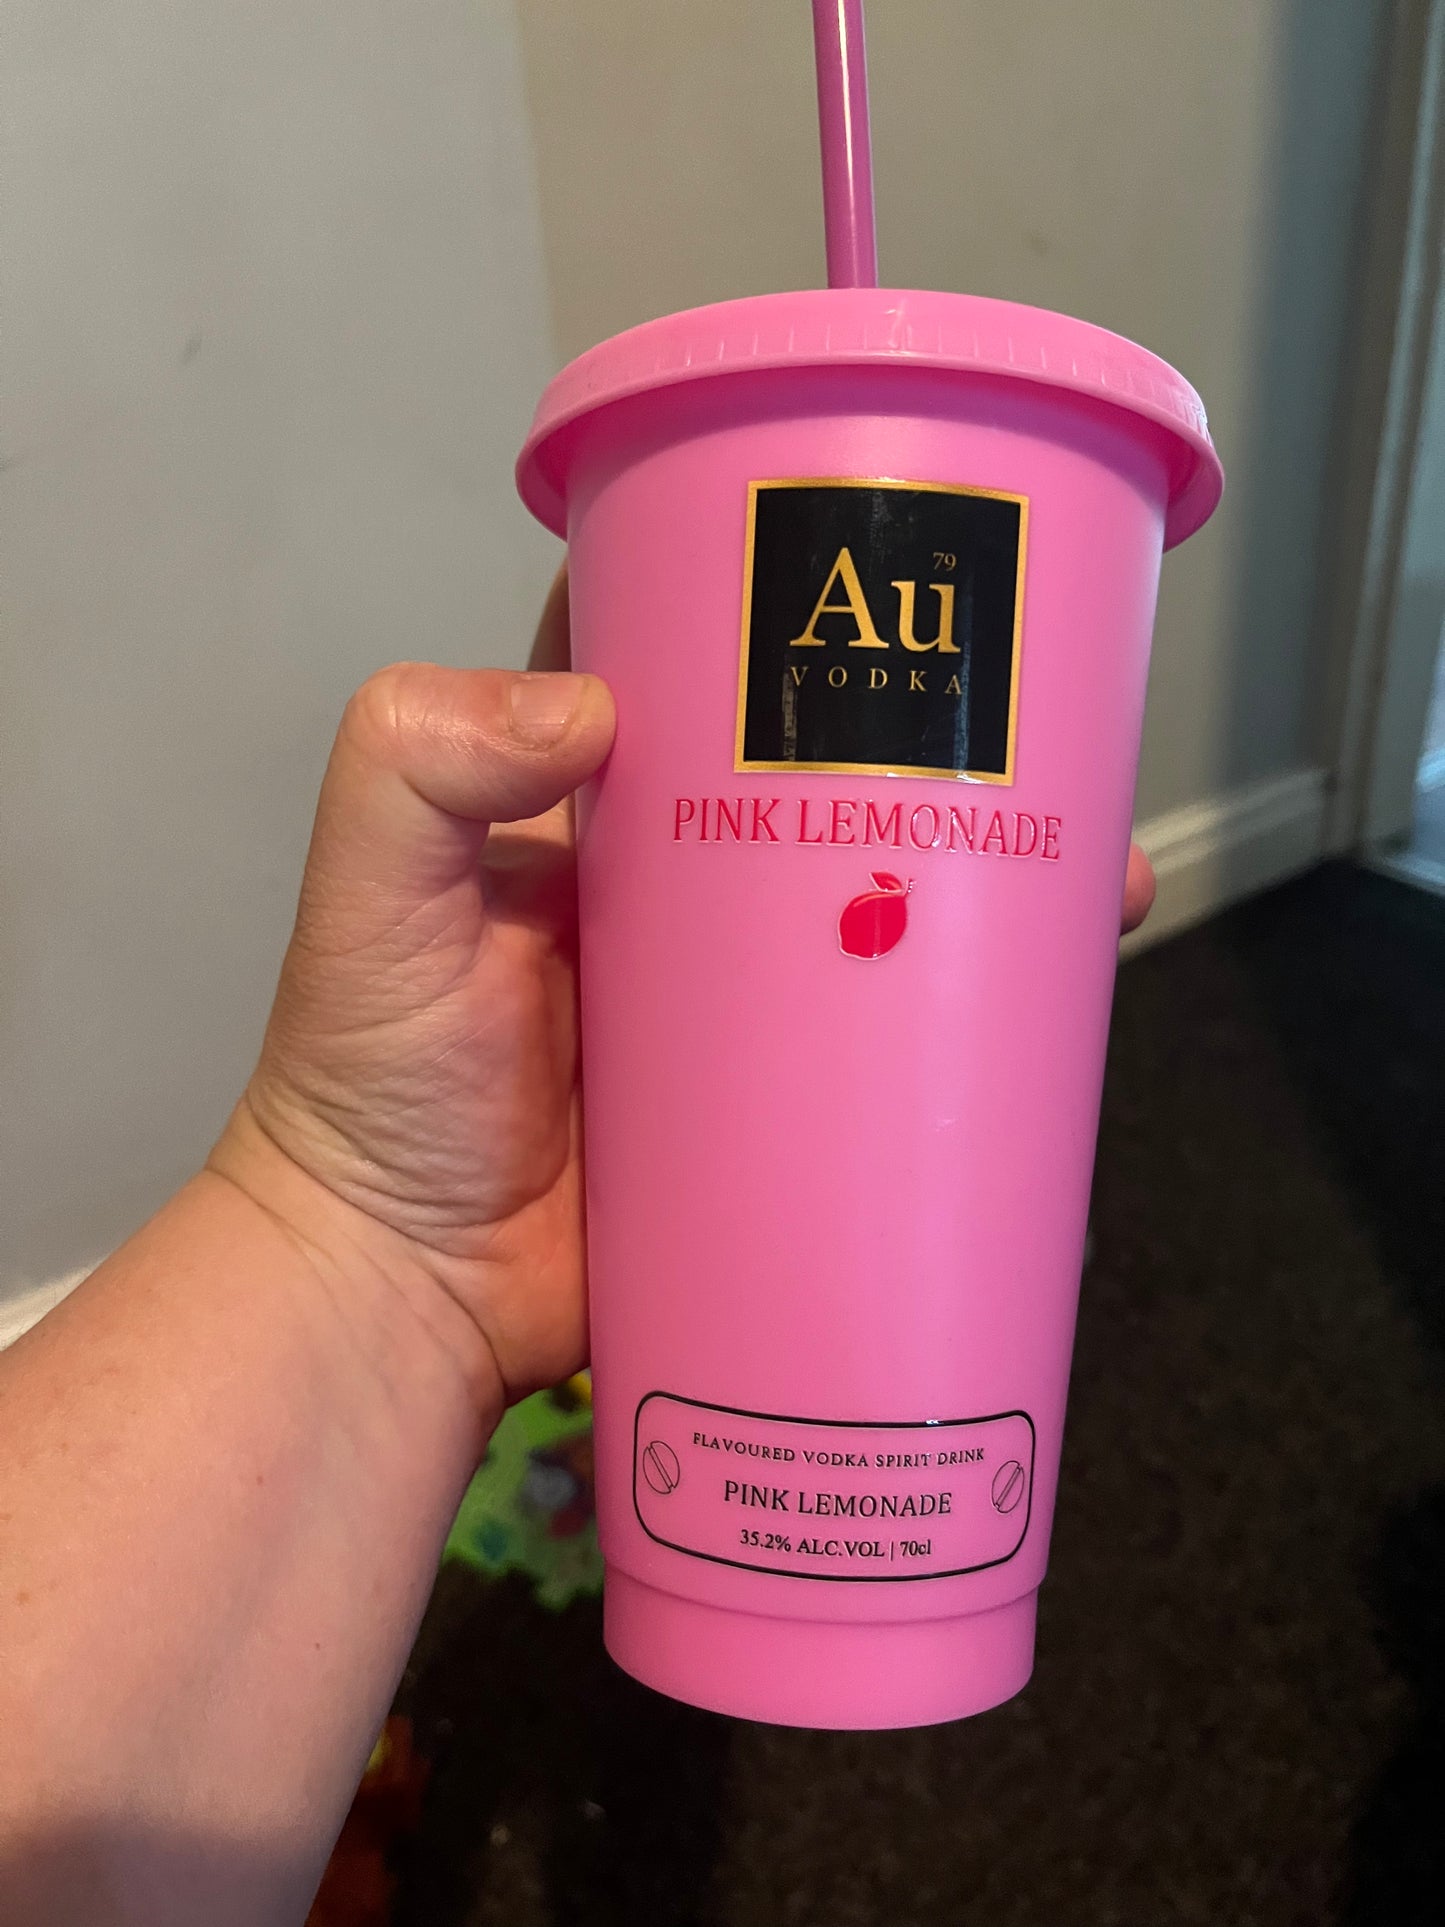 79
Au
VODKA
PINK LEMONADE
FLAVOURED VODKA SPIRIT DRINK
PINK LEMONADE
35.2% ALC.VOL | 70cl